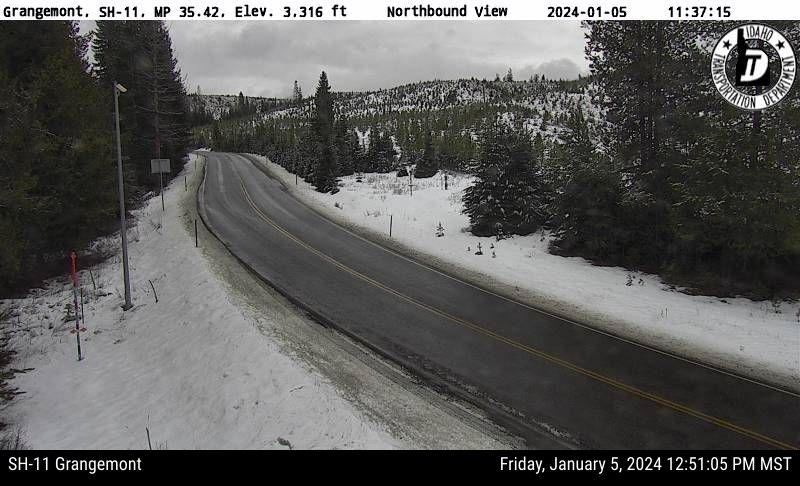 Grangemont, SH-11, MP 35.42, Elev. 3,316 ft Northbound View 2024-01-05 11:37:15
IDAHO
TRANSPORTATION DEPARTMENT
SH-11 Grangemont Friday, January 5, 2024 12:51:05 PM MST